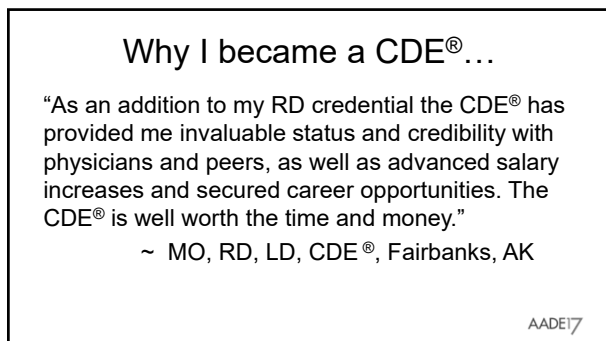 Why I became a CDE®…
“As an addition to my RD credential the CDE® has
provided me invaluable status and credibility with
physicians and peers, as well as advanced salary
increases and secured career opportunities. The
CDE® is well worth the time and money.”
~ MO, RD, LD, CDE ®, Fairbanks, AK
AADE17